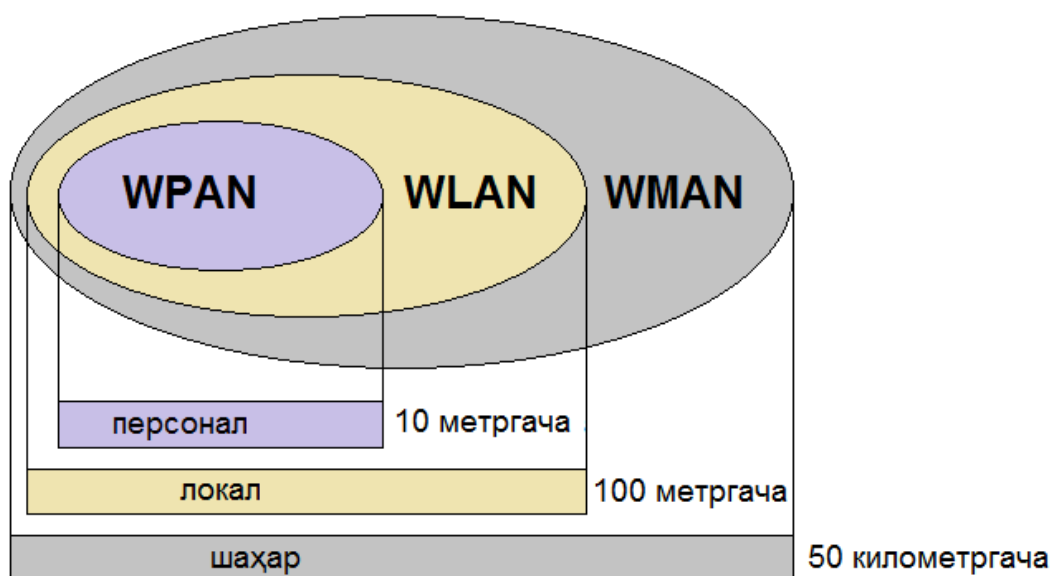 WPAN WLAN WMAN
персонал 10 метргача
локал 100 метргача
шаҳар 50 километргача